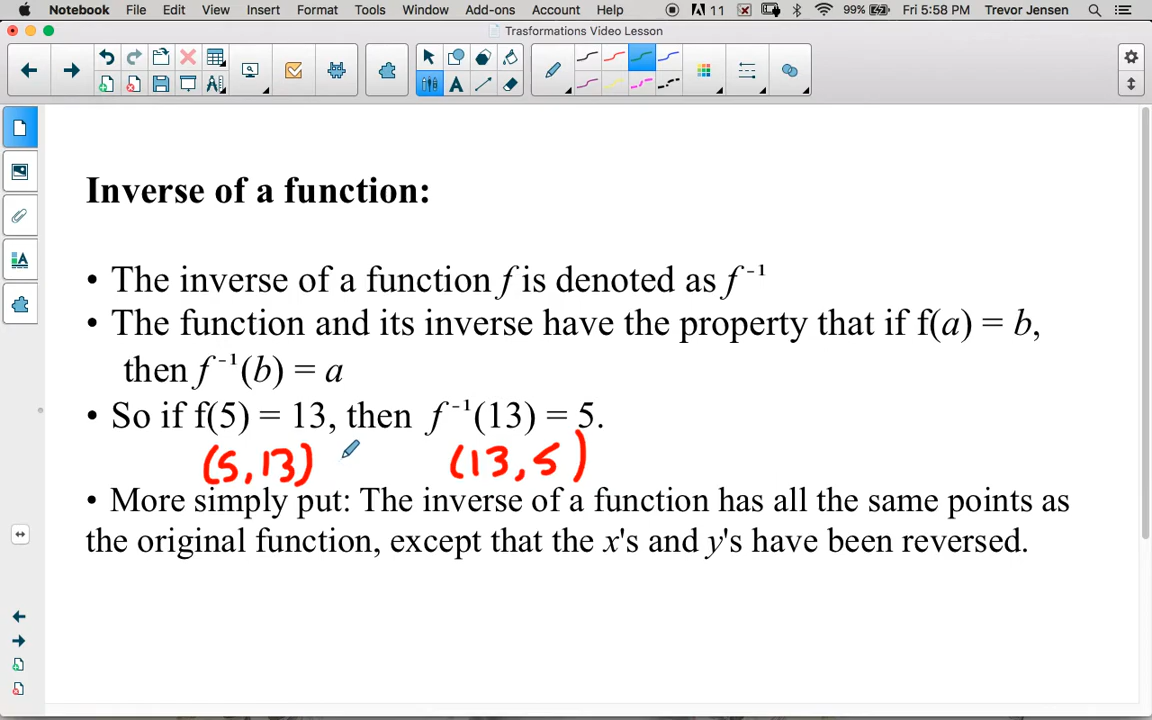 Notebook File Edit View Insert Format Tools Window Add-ons Account Help 11 99% Fri 5:58 PM Trevor Jensen
Trasformations Video Lesson
Inverse of a function:
• The inverse of a function f is denoted as f⁻¹
• The function and its inverse have the property that if f(a) = b,
then f⁻¹(b) = a
• So if f(5) = 13, then f⁻¹(13) = 5.
(5,13) (13,5)
• More simply put: The inverse of a function has all the same points as
the original function, except that the x's and y's have been reversed.